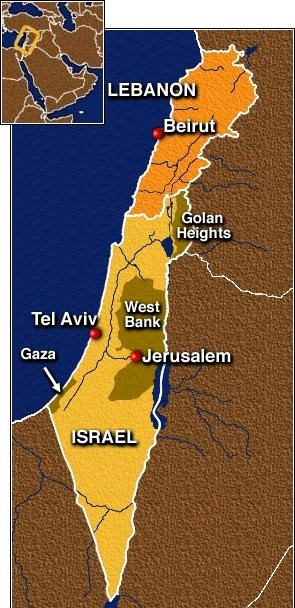 LEBANON
Beirut
Golan
Heights
West
Bank
Tel Aviv
Gaza
Jerusalem
ISRAEL